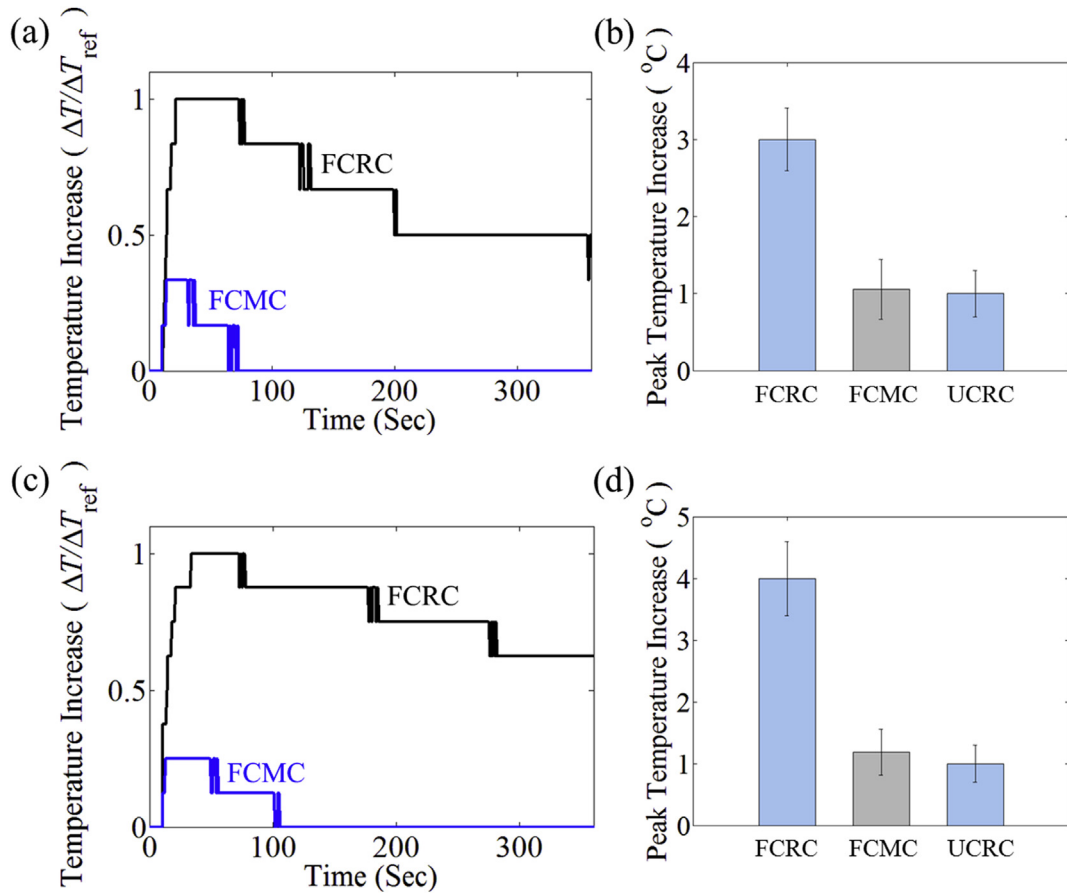 (a)
Temperature Increase ( ΔT/ΔTref )
1
0.5
0
FCRC
FCMC
0 100 200 300
Time (Sec)
(b)
Peak Temperature Increase ( °C )
4
3
2
1
0
FCRC FCMC UCRC
(c)
Temperature Increase ( ΔT/ΔTref )
1
0.5
0
FCRC
FCMC
0 100 200 300
Time (Sec)
(d)
Peak Temperature Increase ( °C )
5
4
3
2
1
0
FCRC FCMC UCRC